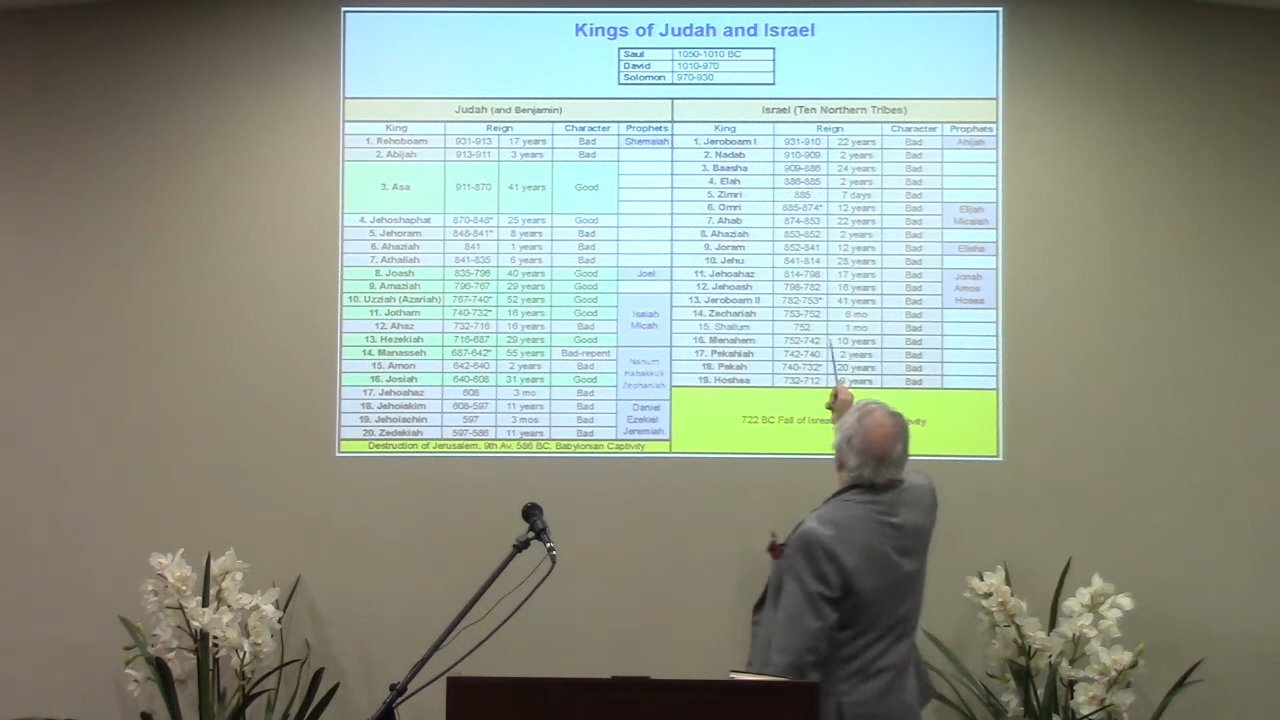 Kings of Judah and Israel
Saul 1050-1010 BC
David 1010-970
Solomon 970-930
Judah (and Benjamin)
King Reign Character Prophets
1. Rehoboam 931-913 17 years Bad Shemaiah
2. Abijah 913-911 3 years Bad
3. Asa 911-870 41 years Good
4. Jehoshaphat 870-848* 25 years Good
5. Jehoram 848-841* 8 years Bad
6. Ahaziah 841 1 years Bad
7. Athaliah 841-835 6 years Bad
8. Joash 835-796 40 years Good Joel
9. Amaziah 796-767 29 years Good
10. Uzziah (Azariah) 767-740* 52 years Good
11. Jotham 740-732* 16 years Good Isaiah
12. Ahaz 732-716 16 years Bad Micah
13. Hezekiah 716-687 29 years Good
14. Manasseh 687-642* 55 years Bad-repent Nahum
15. Amon 642-640 2 years Bad Habakkuk
16. Josiah 640-608 31 years Good Zephaniah
17. Jehoahaz 608 3 mo Bad
18. Jehoiakim 608-597 11 years Bad Daniel
19. Jehoiachin 597 3 mos Bad Ezekiel
20. Zedekiah 597-586 11 years Bad Jeremiah
Destruction of Jerusalem, 9th Av, 586 BC, Babylonian Captivity
Israel (Ten Northern Tribes)
King Reign Character Prophets
1. Jeroboam I 931-910 22 years Bad Ahijah
2. Nadab 910-909 2 years Bad
3. Baasha 909-886 24 years Bad
4. Elah 886-885 2 years Bad
5. Zimri 885 7 days Bad
6. Omri 885-874* 12 years Bad Elijah
7. Ahab 874-853 22 years Bad Micaiah
8. Ahaziah 853-852 2 years Bad
9. Joram 852-841 12 years Bad Elisha
10. Jehu 841-814 28 years Bad
11. Jehoahaz 814-798 17 years Bad Jonah
12. Jehoash 798-782 16 years Bad Amos
13. Jeroboam II 782-753* 41 years Bad Hosea
14. Zechariah 753-752 6 mo Bad
15. Shallum 752 1 mo Bad
16. Menahem 752-742 10 years Bad
17. Pekahiah 742-740 2 years Bad
18. Pekah 740-732* 20 years Bad
19. Hoshea 732-712 9 years Bad
722 BC Fall of